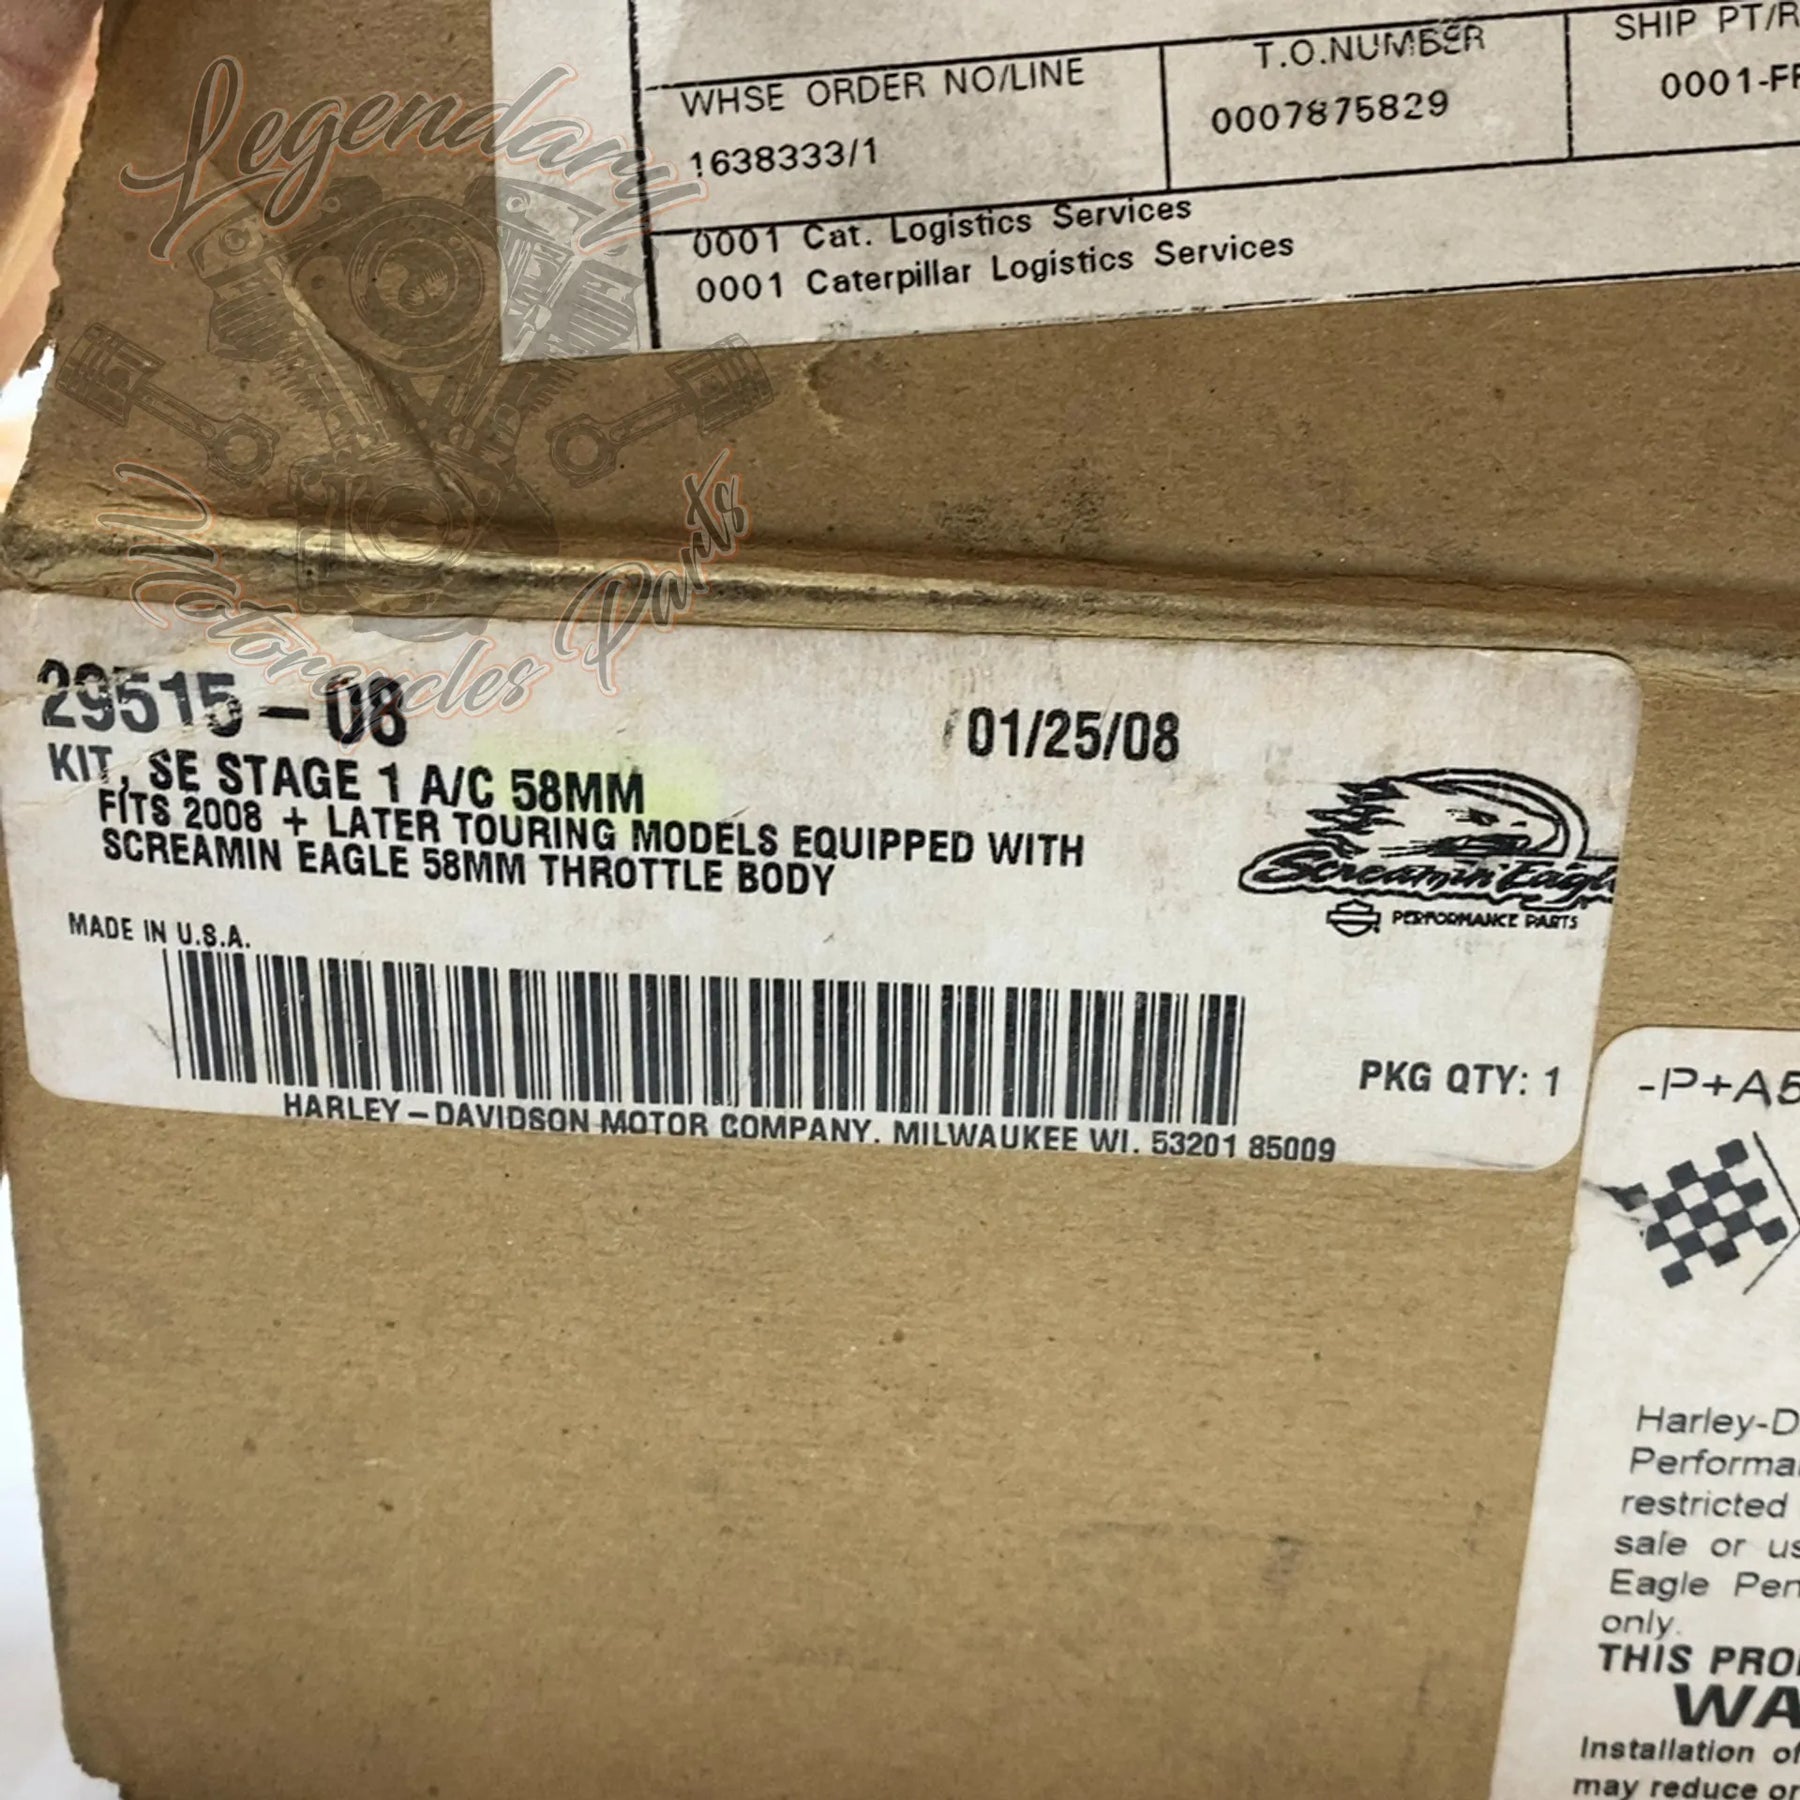 WHSE ORDER NO/LINE
T.O.NUMBER
SHIP PT/R
1638333/1
0007875829
0001-FF
0001 Cat. Logistics Services
0001 Caterpillar Logistics Services
Legendary
Motorcycles Parts
29515-08
01/25/08
KIT, SE STAGE 1 A/C 58MM
FITS 2008 + LATER TOURING MODELS EQUIPPED WITH
SCREAMIN EAGLE 58MM THROTTLE BODY
Screamin' Eagle
PERFORMANCE PARTS
MADE IN U.S.A.
PKG QTY: 1
HARLEY-DAVIDSON MOTOR COMPANY. MILWAUKEE WI. 53201 85009
-P+A5
Harley-D
Performa
restricted
sale or us
Eagle Per
only.
THIS PRO
WA
Installation of
may reduce or